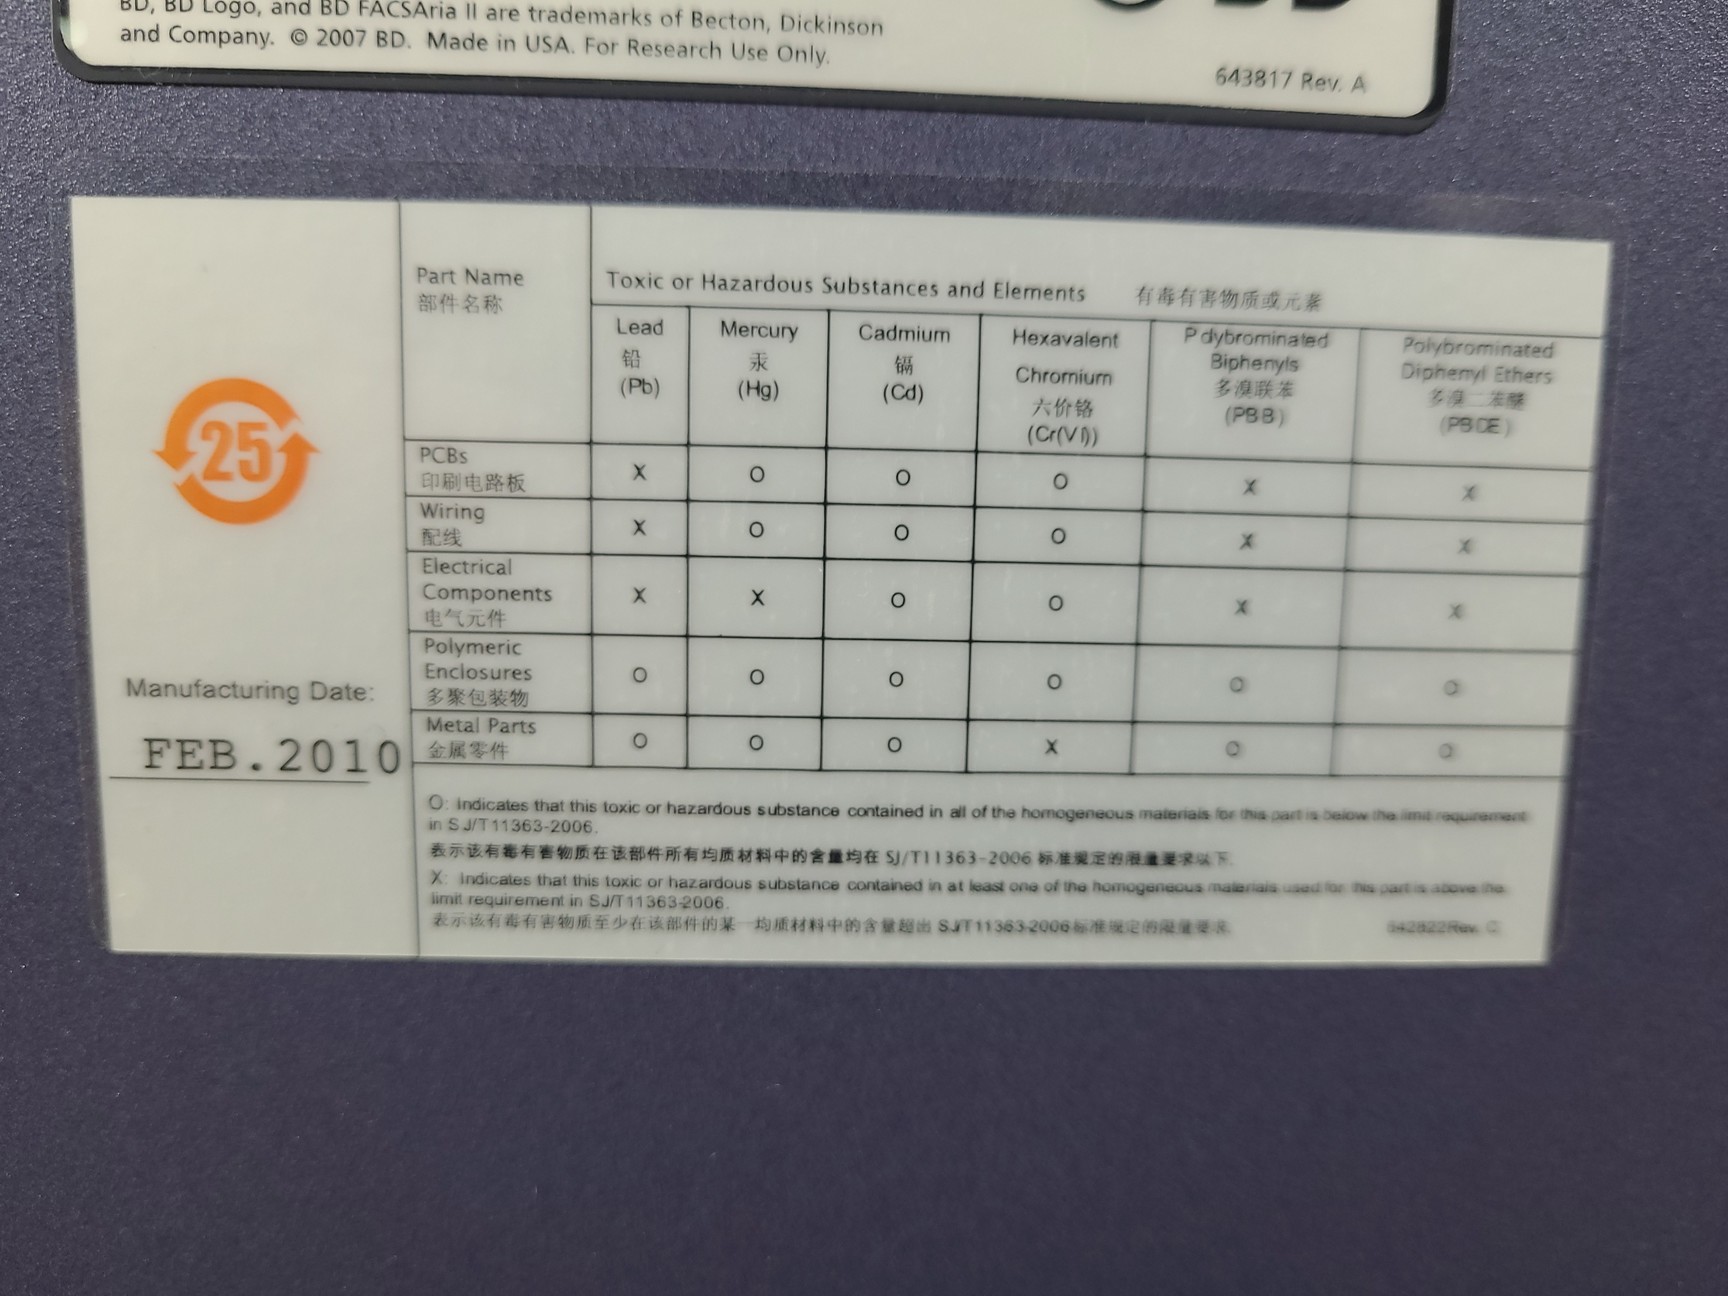 BD, BD Logo, and BD FACSAria II are trademarks of Becton, Dickinson
and Company. © 2007 BD. Made in USA. For Research Use Only.
BD
643817 Rev. A
Part Name
部件名称
Toxic or Hazardous Substances and Elements 有毒有害物质或元素
Lead
铅
(Pb)
Mercury
汞
(Hg)
Cadmium
镉
(Cd)
Hexavalent
Chromium
六价铬
(Cr(VI))
Polybrominated
Biphenyls
多溴联苯
(PBB)
Polybrominated
Diphenyl Ethers
多溴二苯醚
(PBDE)
25
PCBs
印刷电路板
X O O O X X
Wiring
配线
X O O O X X
Electrical
Components
电气元件
X X O O X X
Polymeric
Enclosures
多聚包装物
O O O O O O
Metal Parts
金属零件
O O O X O O
Manufacturing Date:
FEB.2010
O: Indicates that this toxic or hazardous substance contained in all of the homogeneous materials for this part is below the limit requirement
in SJ/T11363-2006.
表示该有毒有害物质在该部件所有均质材料中的含量均在 SJ/T11363-2006 标准规定的限量要求以下.
X: Indicates that this toxic or hazardous substance contained in at least one of the homogeneous materials used for this part is above the
limit requirement in SJ/T11363-2006.
表示该有毒有害物质至少在该部件的某一均质材料中的含量超出 SJ/T11363-2006标准规定的限量要求.
642822Rev. C